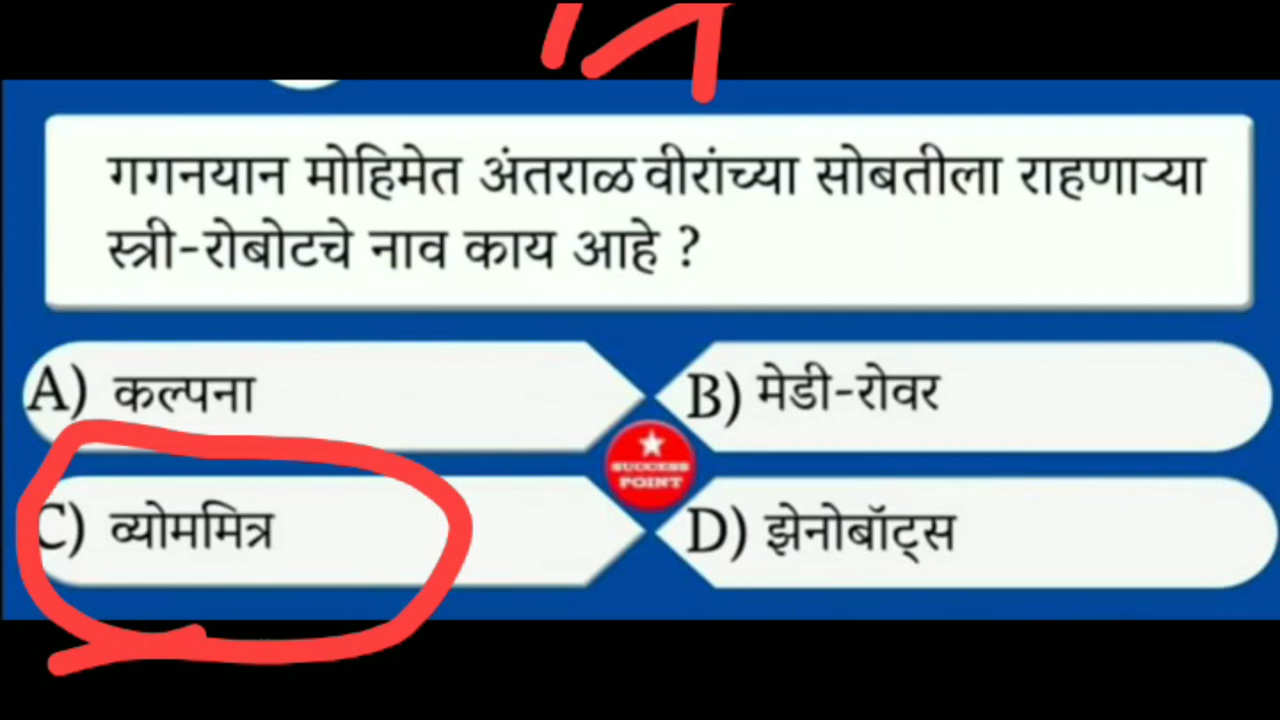 गगनयान मोहिमेत अंतराळ वीरांच्या सोबतीला राहणाऱ्या
स्त्री-रोबोटचे नाव काय आहे ?
A) कल्पना
B) मेडी-रोवर
SUCCESS
POINT
C) व्योममित्र
D) झेनोबॉट्स